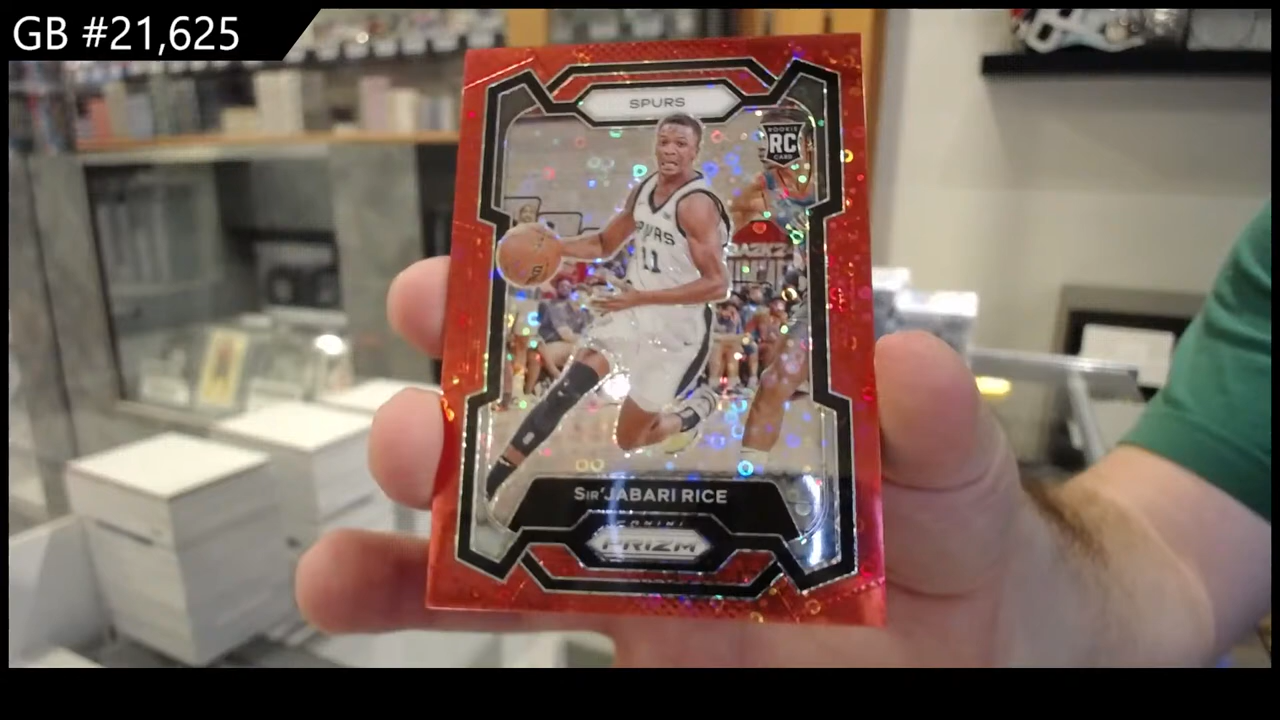 GB #21,625
SPURS
ROOKIE
RC
CARD
SPURS
11
Sir'JABARI RICE
PANINI
PRIZM